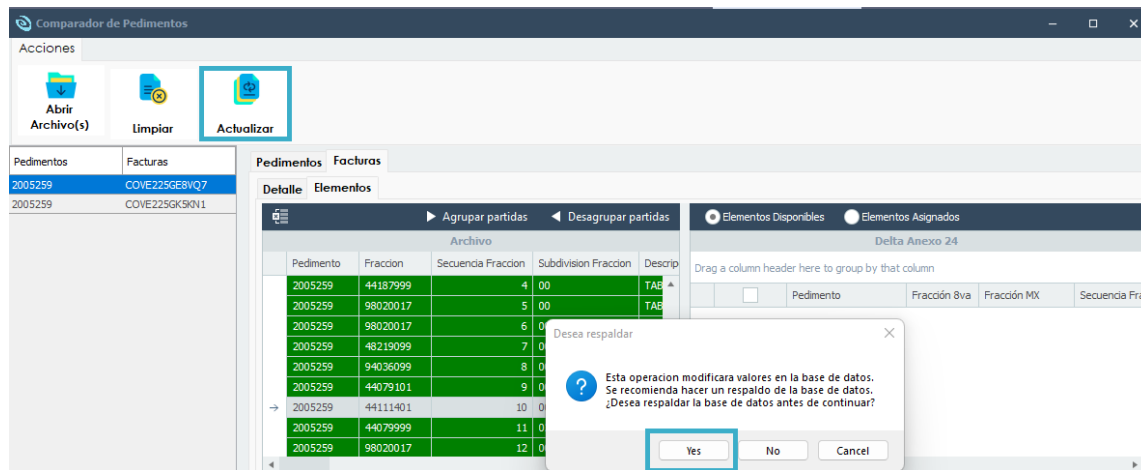 Comparador de Pedimentos
Acciones
Abrir
Archivo(s)
Limpiar
Actualizar
Pedimentos Facturas
2005259 COVE225GE8VQ7
2005259 COVE225GK5KN1
Pedimentos Facturas
Detalle Elementos
Agrupar partidas Desagrupar partidas
Archivo
Pedimento Fraccion Secuencia Fraccion Subdivision Fraccion Descrip
2005259 44187999 4 00 TAB
2005259 98020017 5 00 TAB
2005259 98020017 6
2005259 48219099 7
2005259 94036099 8
2005259 44079101 9
2005259 44111401 10
2005259 44079999 11
2005259 98020017 12
Elementos Disponibles Elementos Asignados
Delta Anexo 24
Drag a column header here to group by that column
Pedimento Fracción 8va Fracción MX Secuencia Fra
Desea respaldar
Esta operacion modificara valores en la base de datos.
Se recomienda hacer un respaldo de la base de datos.
¿Desea respaldar la base de datos antes de continuar?
Yes No Cancel